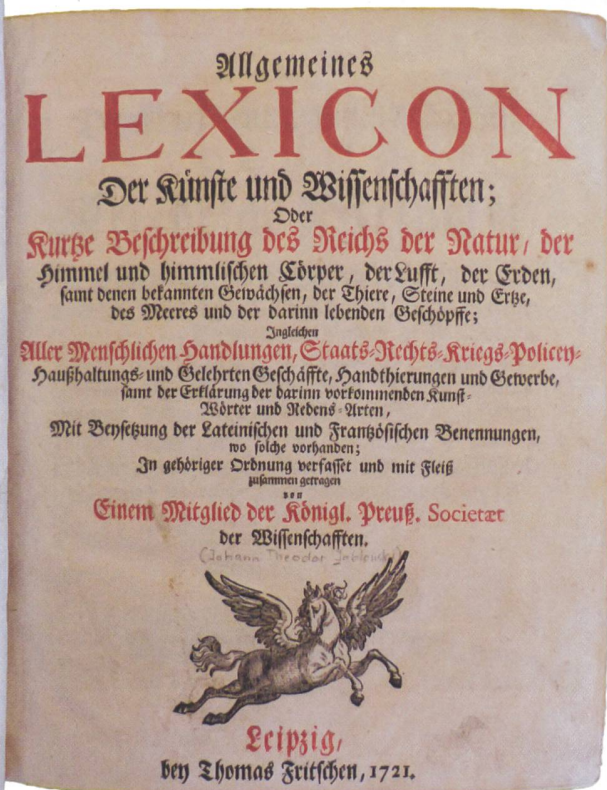 Allgemeines
LEXICON
Der Künste und Wissenschafften;
Oder
Kurtze Beschreibung des Reichs der Natur, der
Himmel und himmlischen Cörper, der Lufft, der Erden,
samt denen bekannten Gewächsen, der Thiere, Steine und Ertze,
des Meeres und der darinn lebenden Geschöpffe;
Ingleichen
Aller Menschlichen Handlungen, Staats-Rechts-Kriegs-Policey-
Haußhaltungs- und Gelehrten Geschäffte, Handthierungen und Gewerbe,
samt der Erklärung der darinn vorkommenden Kunst-
Wörter und Redens-Arten,
Mit Beysetzung der Lateinischen und Frantzösischen Benennungen,
wo solche vorhanden;
In gehöriger Ordnung verfasset und mit Fleiß
zusammen getragen
von
Einem Mitglied der Königl. Preuß. Societæt
der Wissenschafften.
(Johann Theodor Jablonski)
Leipzig,
bey Thomas Fritschen, 1721.